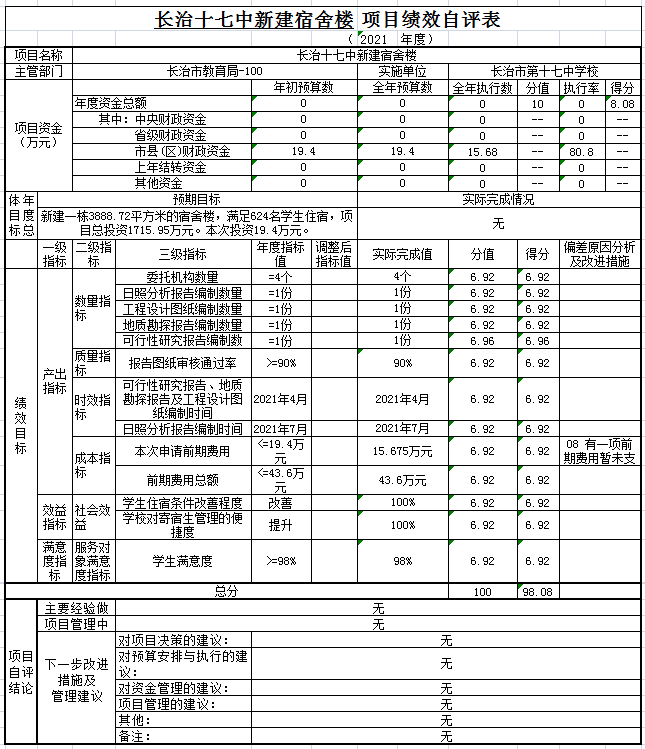 长治十七中新建宿舍楼 项目绩效自评表
（ 2021 年度）
项目名称 长治十七中新建宿舍楼
主管部门 长治市教育局-100 实施单位 长治市第十七中学校
项目资金（万元） 年初预算数 全年预算数 全年执行数 分值 执行率 得分
年度资金总额 0 0 0 10 0 8.08
其中：中央财政资金 0 0 0 -- 0 --
省级财政资金 0 0 0 -- 0 --
市县(区)财政资金 19.4 19.4 15.68 -- 80.8 --
上年结转资金 0 0 0 -- 0 --
其他资金 0 0 0 -- 0 --
体年
目度
标总
预期目标 实际完成情况
新建一栋3888.72平方米的宿舍楼，满足624名学生住宿，项
目总投资1715.95万元。本次投资19.4万元。
无
绩效目标
一级指标 二级指标 三级指标 年度指标值 调整后指标值 实际完成值 分值 得分 偏差原因分析及改进措施
产出指标 数量指标 委托机构数量 =4个 4个 6.92 6.92
日照分析报告编制数量 =1份 1份 6.92 6.92
工程设计图纸编制数量 =1份 1份 6.92 6.92
地质勘探报告编制数量 =1份 1份 6.92 6.92
可行性研究报告编制数 =1份 1份 6.96 6.96
质量指标 报告图纸审核通过率 >=90% 90% 6.92 6.92
时效指标 可行性研究报告、地质勘探报告及工程设计图纸编制时间 2021年4月 2021年4月 6.92 6.92
日照分析报告编制时间 2021年7月 2021年7月 6.92 6.92
成本指标 本次申请前期费用 <=19.4万元 15.675万元 6.92 6.92 08 有一项前期费用暂未支
前期费用总额 <=43.6万元 43.6万元 6.92 6.92
效益指标 社会效益 学生住宿条件改善程度 改善 100% 6.92 6.92
学校对寄宿生管理的便捷度 提升 100% 6.92 6.92
满意度指标 服务对象满意度指标 学生满意度 >=98% 98% 6.92 6.92
总分 100 98.08
项目自评结论
主要经验做 无
项目管理中 无
下一步改进措施及管理建议
对项目决策的建议： 无
对预算安排与执行的建议： 无
对资金管理的建议： 无
项目管理的建议： 无
其他： 无
备注： 无